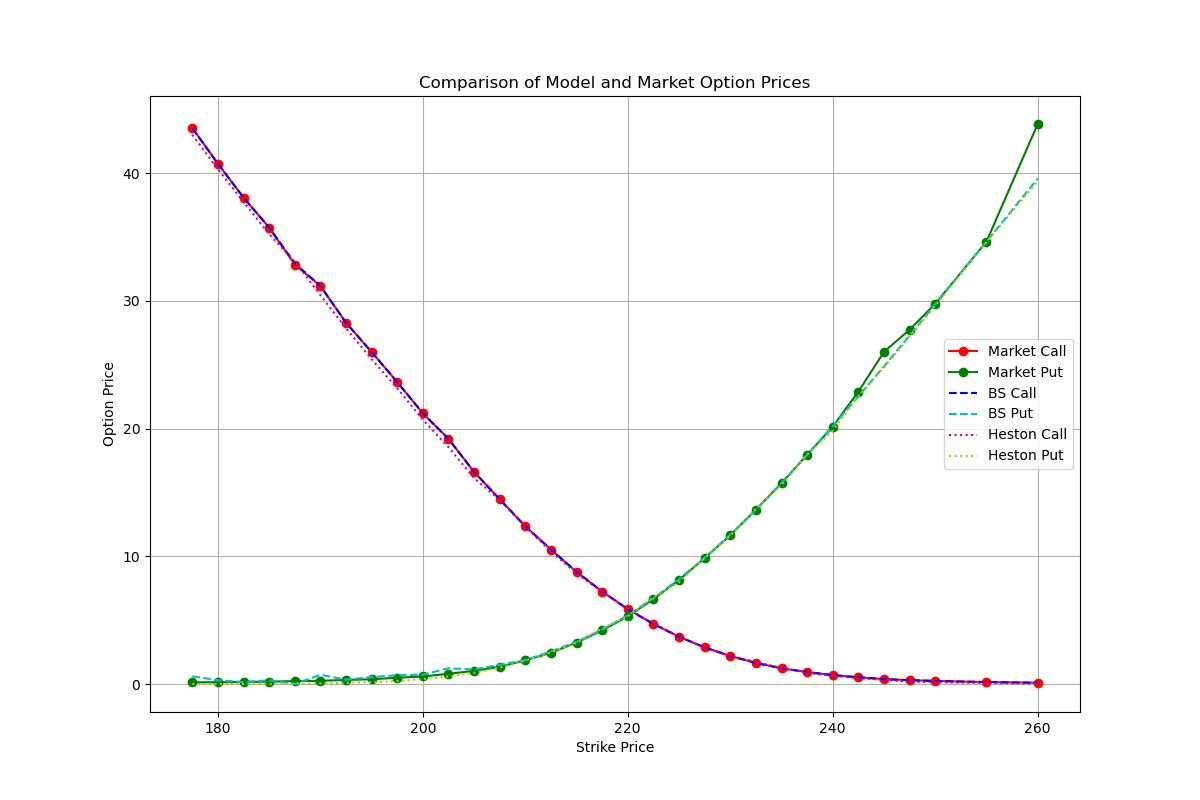 Comparison of Model and Market Option Prices
Option Price
40
30
20
10
0
180
200
220
240
260
Strike Price
Market Call
Market Put
BS Call
BS Put
Heston Call
Heston Put